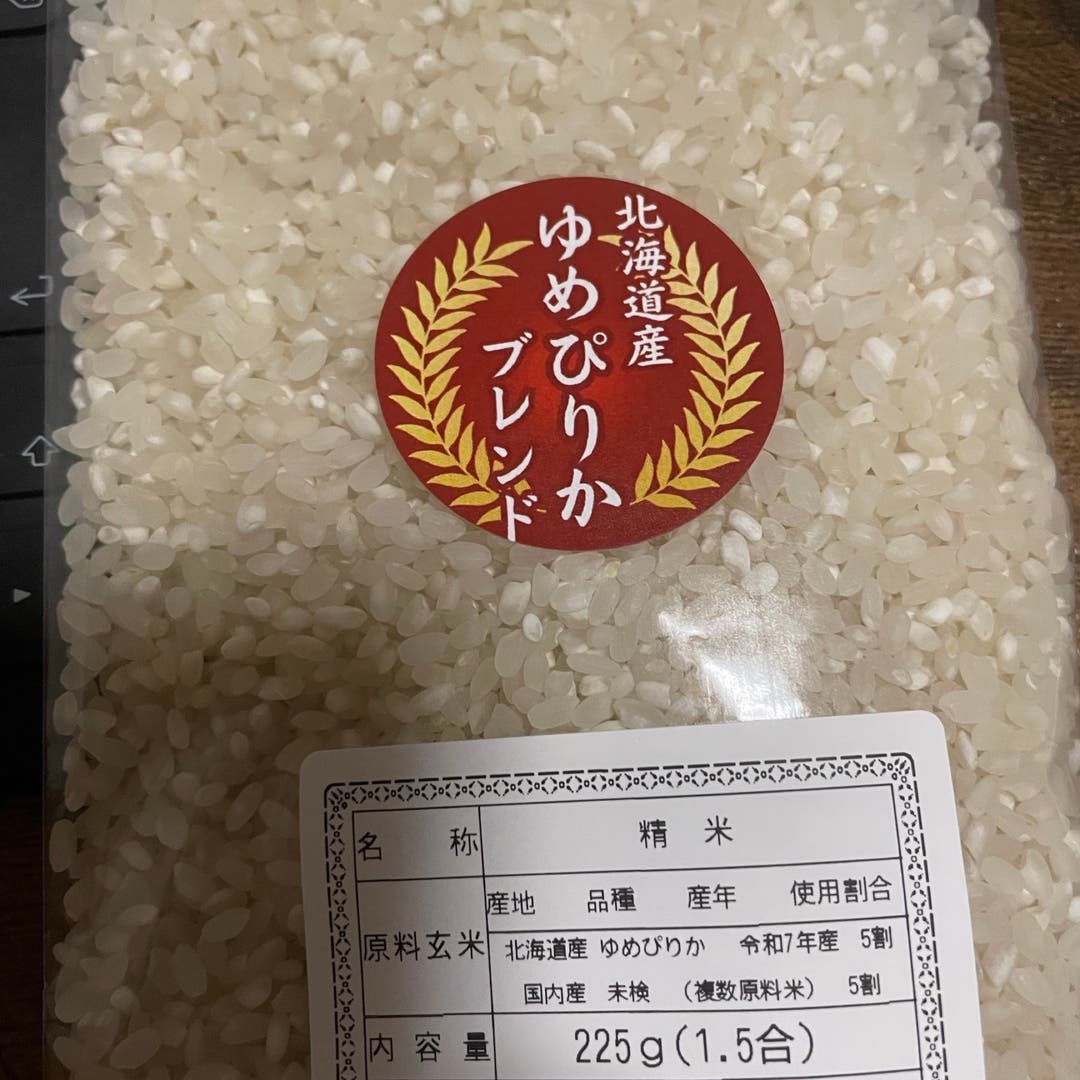 北海道産
ゆめぴりか
ブレンド
名称 精米
原料玄米 産地 品種 産年 使用割合
北海道産 ゆめぴりか 令和7年産 5割
国内産 未検 (複数原料米) 5割
内容量 225g(1.5合)